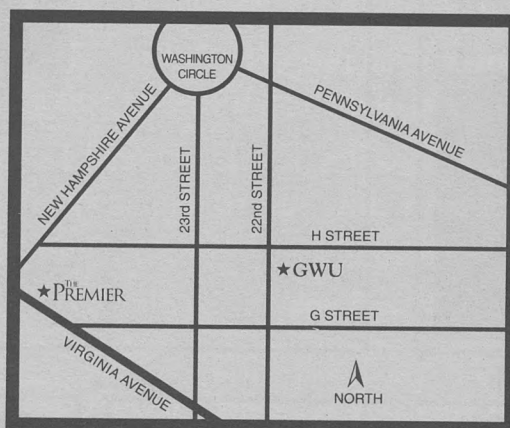 WASHINGTON
CIRCLE
PENNSYLVANIA AVENUE
NEW HAMPSHIRE AVENUE
23rd STREET
22nd STREET
H STREET
★GWU
★THE PREMIER
G STREET
VIRGINIA AVENUE
NORTH